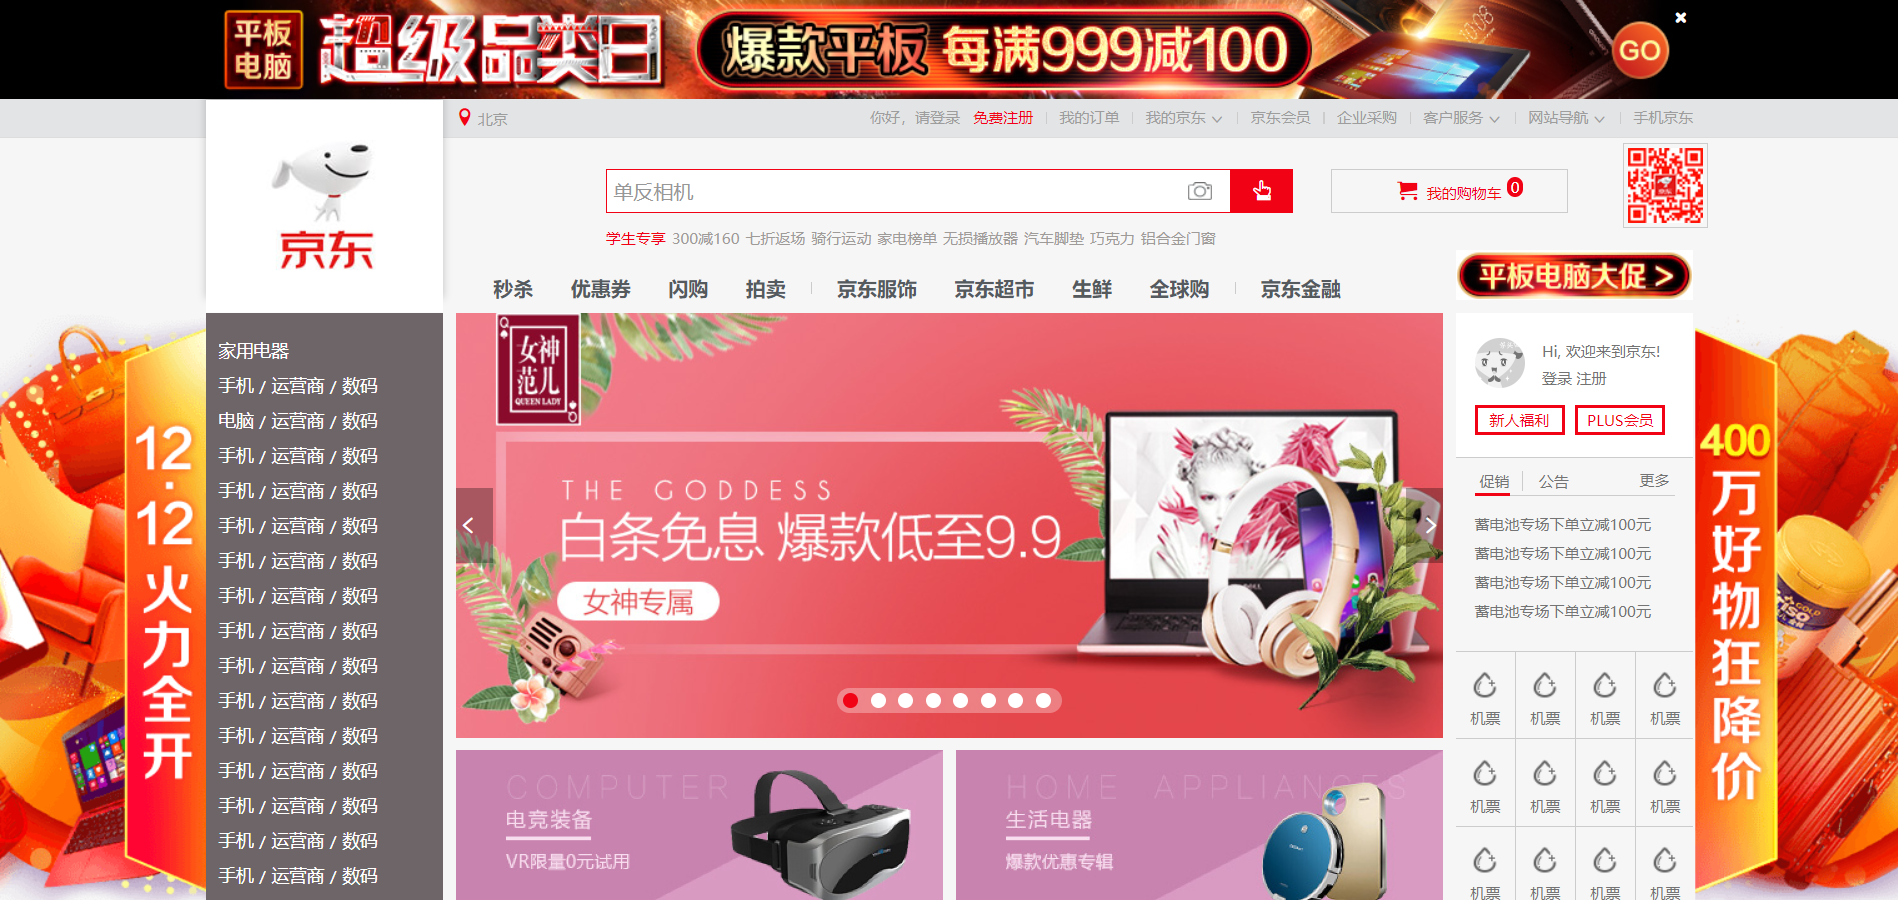 平板电脑
超级品类日
爆款平板 每满999减100
GO
北京
你好，请登录 免费注册 我的订单 我的京东 京东会员 企业采购 客户服务 网站导航 手机京东
京东
单反相机
我的购物车 0
学生专享 300减160 七折返场 骑行运动 家电榜单 无损播放器 汽车脚垫 巧克力 铝合金门窗
秒杀 优惠券 闪购 拍卖 京东服饰 京东超市 生鲜 全球购 京东金融
平板电脑大促 >
12·12火力全开
家用电器
手机 / 运营商 / 数码
电脑 / 运营商 / 数码
手机 / 运营商 / 数码
手机 / 运营商 / 数码
手机 / 运营商 / 数码
手机 / 运营商 / 数码
手机 / 运营商 / 数码
手机 / 运营商 / 数码
手机 / 运营商 / 数码
手机 / 运营商 / 数码
手机 / 运营商 / 数码
手机 / 运营商 / 数码
手机 / 运营商 / 数码
手机 / 运营商 / 数码
手机 / 运营商 / 数码
女神范儿
QUEEN LADY
THE GODDESS
白条免息 爆款低至9.9
女神专属
COMPUTER
电竞装备
VR限量0元试用
HOME APPLIANCES
生活电器
爆款优惠专辑
Hi, 欢迎来到京东!
登录 注册
新人福利 PLUS会员
促销 公告 更多
蓄电池专场下单立减100元
蓄电池专场下单立减100元
蓄电池专场下单立减100元
蓄电池专场下单立减100元
机票 机票 机票 机票
机票 机票 机票 机票
机票 机票 机票 机票
400万好物狂降价